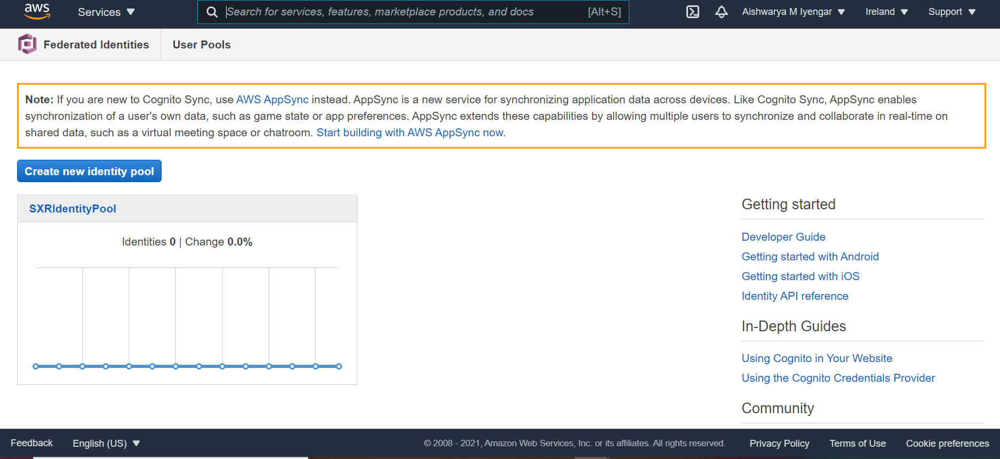 aws
Services
Search for services, features, marketplace products, and docs [Alt+S]
Aishwarya M Iyengar
Ireland
Support
Federated Identities
User Pools
Note: If you are new to Cognito Sync, use AWS AppSync instead. AppSync is a new service for synchronizing application data across devices. Like Cognito Sync, AppSync enables
synchronization of a user's own data, such as game state or app preferences. AppSync extends these capabilities by allowing multiple users to synchronize and collaborate in real-time on
shared data, such as a virtual meeting space or chatroom. Start building with AWS AppSync now.
Create new identity pool
SXRIdentityPool
Identities 0 | Change 0.0%
Getting started
Developer Guide
Getting started with Android
Getting started with iOS
Identity API reference
In-Depth Guides
Using Cognito in Your Website
Using the Cognito Credentials Provider
Community
Feedback
English (US)
© 2008 - 2021, Amazon Web Services, Inc. or its affiliates. All rights reserved.
Privacy Policy
Terms of Use
Cookie preferences